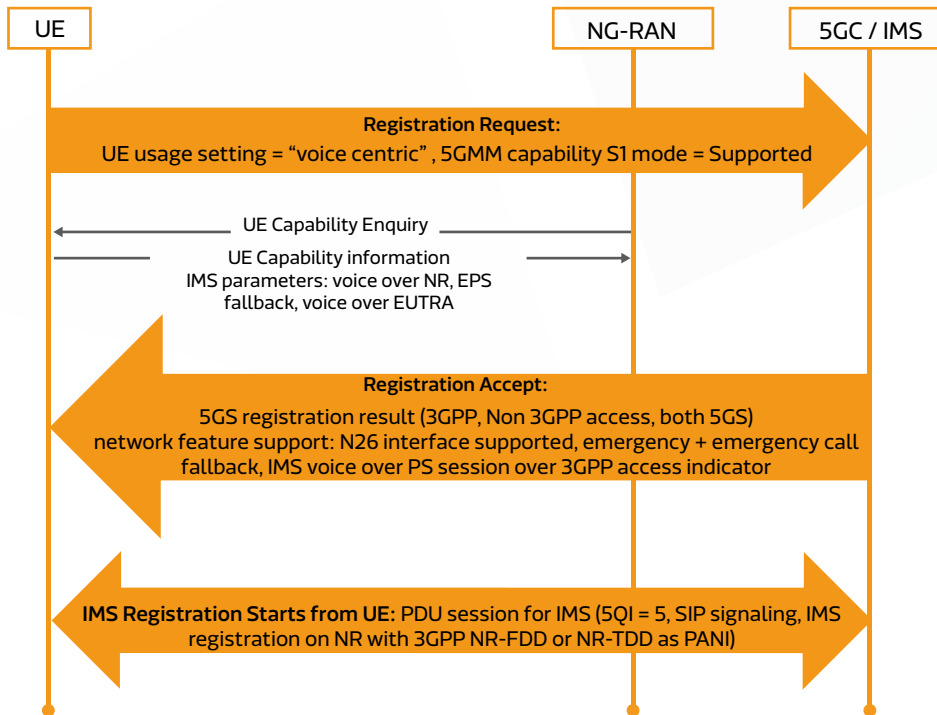 UE
NG-RAN
5GC / IMS
Registration Request:
UE usage setting = “voice centric” , 5GMM capability S1 mode = Supported
UE Capability Enquiry
UE Capability information
IMS parameters: voice over NR, EPS
fallback, voice over EUTRA
Registration Accept:
5GS registration result (3GPP, Non 3GPP access, both 5GS)
network feature support: N26 interface supported, emergency + emergency call
fallback, IMS voice over PS session over 3GPP access indicator
IMS Registration Starts from UE: PDU session for IMS (5QI = 5, SIP signaling, IMS
registration on NR with 3GPP NR-FDD or NR-TDD as PANI)